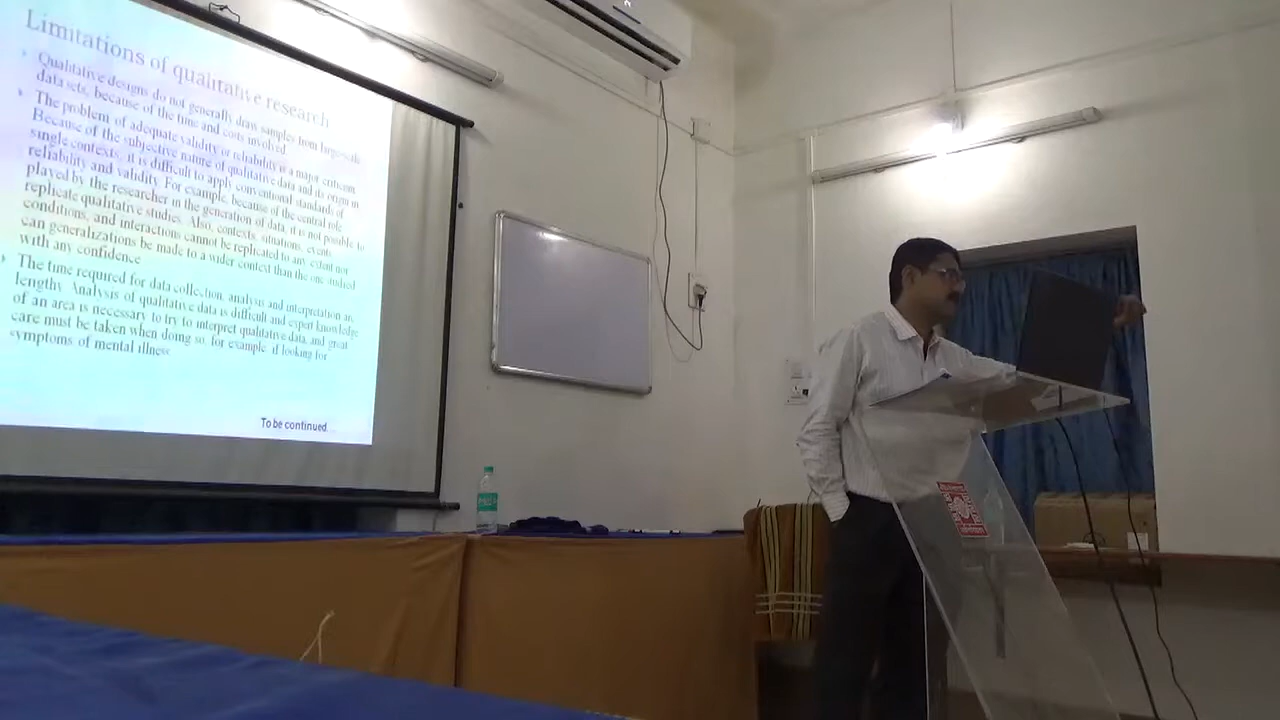 Limitations of qualitative research
Qualitative designs do not generally draw samples from large-scale
data sets, because of the time and costs involved
The problem of adequate validity or reliability is a major criticism
Because of the subjective nature of qualitative data and its origin in
single contexts, it is difficult to apply conventional standards of
reliability and validity. For example, because of the central role
played by the researcher in the generation of data, it is not possible to
replicate qualitative studies. Also, contexts, situations, events
conditions, and interactions cannot be replicated to any extent nor
can generalizations be made to a wider context than the one studied
with any confidence
The time required for data collection, analysis and interpretation are
lengthy. Analysis of qualitative data is difficult and expert knowledge
of an area is necessary to try to interpret qualitative data, and great
care must be taken when doing so, for example, if looking for
symptoms of mental illness
To be continued